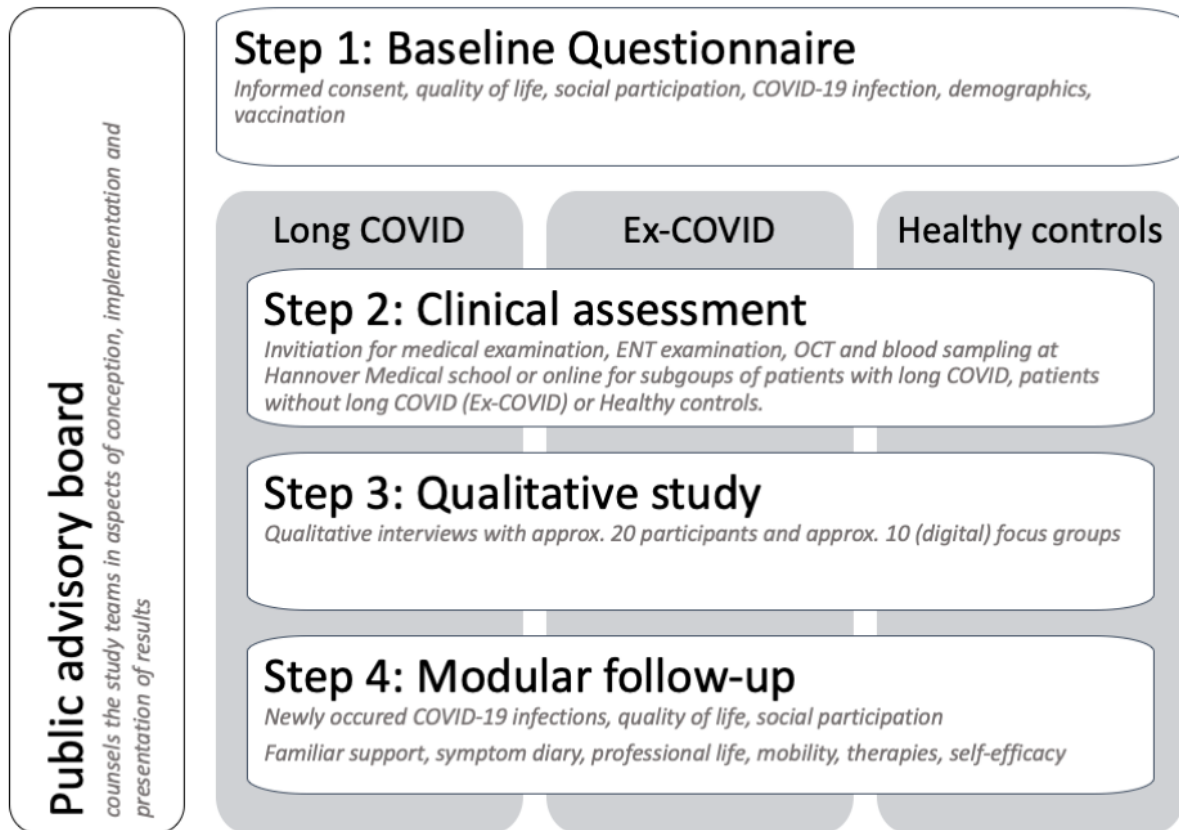 Public advisory board
counsels the study teams in aspects of conception, implementation and
presentation of results
Step 1: Baseline Questionnaire
Informed consent, quality of life, social participation, COVID-19 infection, demographics,
vaccination
Long COVID
Ex-COVID
Healthy controls
Step 2: Clinical assessment
Invitiation for medical examination, ENT examination, OCT and blood sampling at
Hannover Medical school or online for subgoups of patients with long COVID, patients
without long COVID (Ex-COVID) or Healthy controls.
Step 3: Qualitative study
Qualitative interviews with approx. 20 participants and approx. 10 (digital) focus groups
Step 4: Modular follow-up
Newly occured COVID-19 infections, quality of life, social participation
Familiar support, symptom diary, professional life, mobility, therapies, self-efficacy